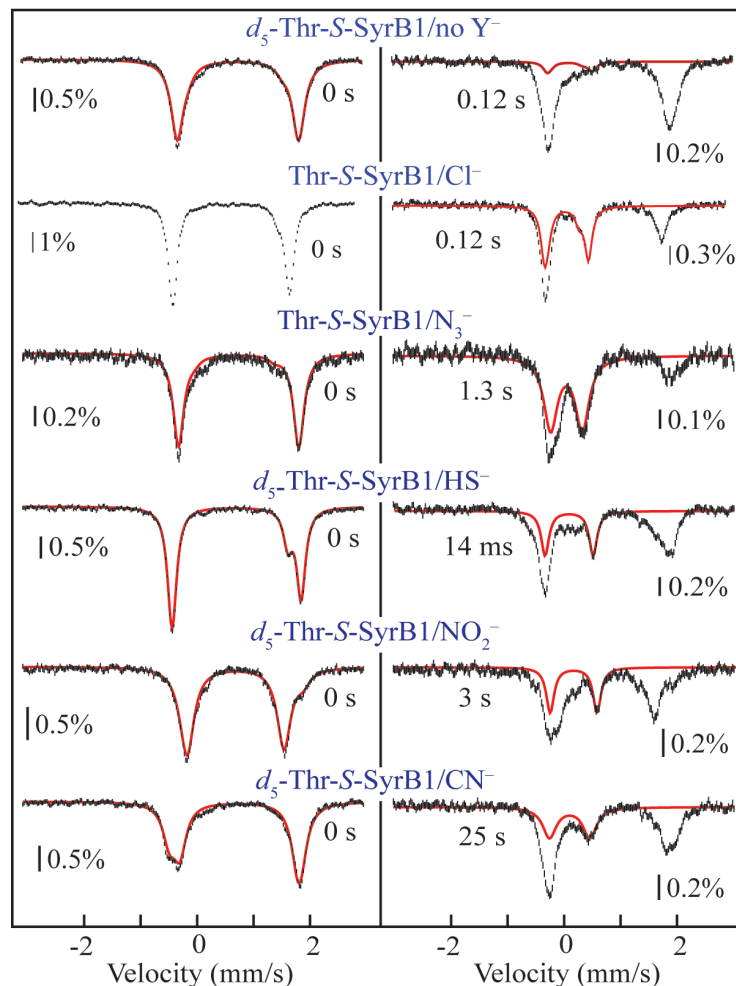 d₅-Thr-S-SyrB1/no Y⁻
0.5%
0 s
0.12 s
0.2%
Thr-S-SyrB1/Cl⁻
1%
0 s
0.12 s
0.3%
Thr-S-SyrB1/N₃⁻
0.2%
0 s
1.3 s
0.1%
d₅-Thr-S-SyrB1/HS⁻
0.5%
0 s
14 ms
0.2%
d₅-Thr-S-SyrB1/NO₂⁻
0.5%
0 s
3 s
0.2%
d₅-Thr-S-SyrB1/CN⁻
0.5%
0 s
25 s
0.2%
-2 0 2 -2 0 2
Velocity (mm/s) Velocity (mm/s)